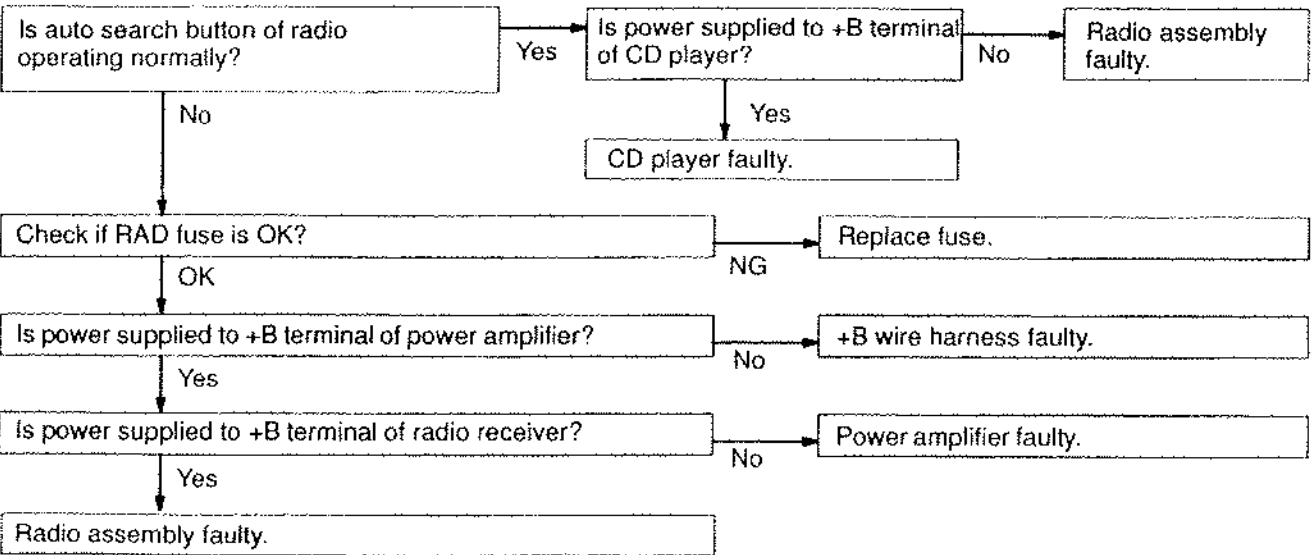 Is auto search button of radio
operating normally?
Yes
Is power supplied to +B terminal
of CD player?
No
Radio assembly
faulty.
No
Yes
CD player faulty.
Check if RAD fuse is OK?
NG
Replace fuse.
OK
Is power supplied to +B terminal of power amplifier?
No
+B wire harness faulty.
Yes
Is power supplied to +B terminal of radio receiver?
No
Power amplifier faulty.
Yes
Radio assembly faulty.